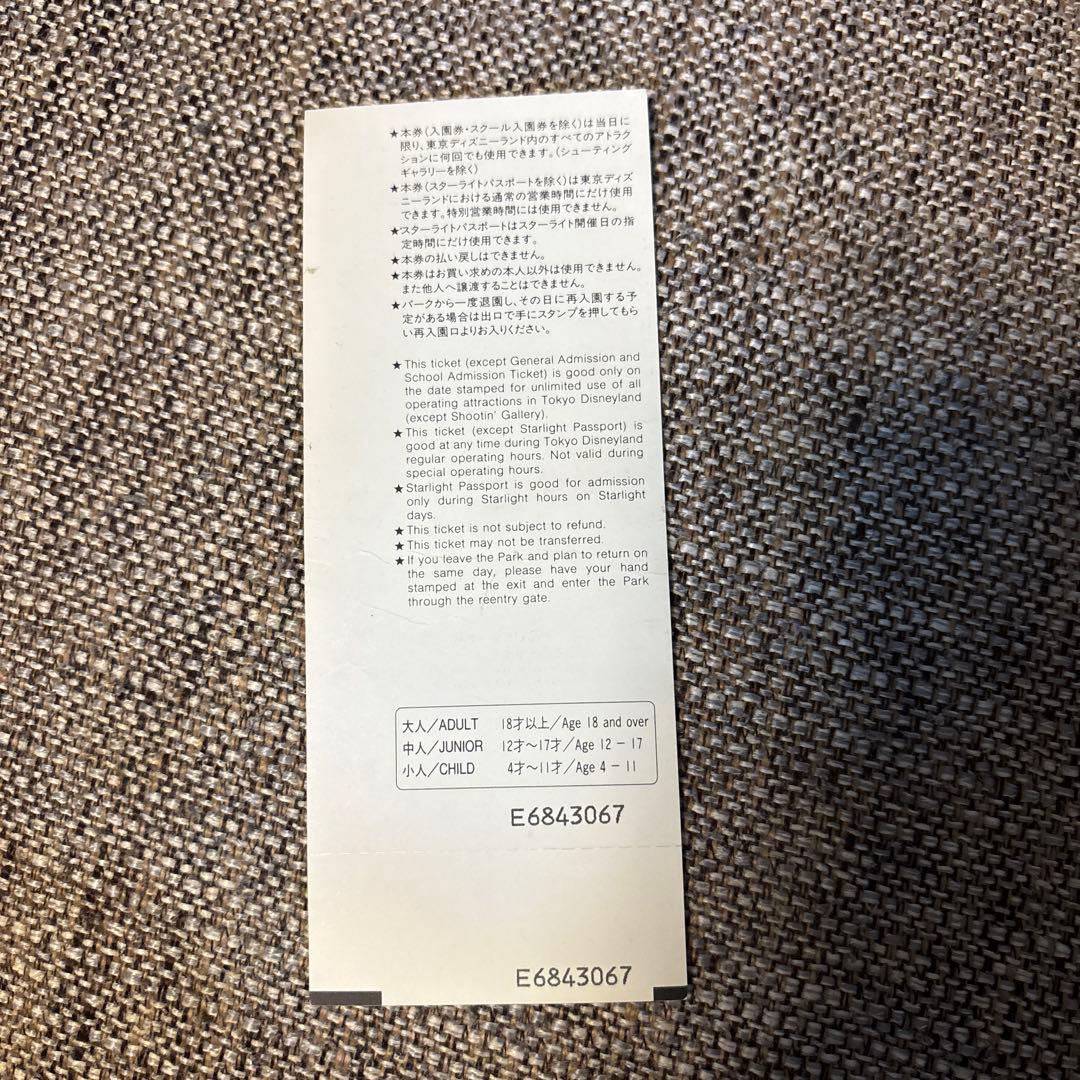 ★本券(入園券・スクール入園券を除く)は当日に
限り、東京ディズニーランド内のすべてのアトラク
ションに何回でも使用できます。(シューティング
ギャラリーを除く)
★本券(スターライトパスポートを除く)は東京ディズ
ニーランドにおける通常の営業時間にだけ使用
できます。特別営業時間には使用できません。
★スターライトパスポートはスターライト開催日の指
定時間にだけ使用できます。
★本券の払い戻しはできません。
★本券はお買い求めの本人以外は使用できません。
また他人へ譲渡することはできません。
★パークから一度退園し、その日に再入園する予
定がある場合は出口で手にスタンプを押してもら
い再入園口よりお入りください。
★This ticket (except General Admission and
School Admission Ticket) is good only on
the date stamped for unlimited use of all
operating attractions in Tokyo Disneyland
(except Shootin' Gallery).
★This ticket (except Starlight Passport) is
good at any time during Tokyo Disneyland
regular operating hours. Not valid during
special operating hours.
★Starlight Passport is good for admission
only during Starlight hours on Starlight
days.
★This ticket is not subject to refund.
★This ticket may not be transferred.
★If you leave the Park and plan to return on
the same day, please have your hand
stamped at the exit and enter the Park
through the reentry gate.
大人/ADULT 18才以上/Age 18 and over
中人/JUNIOR 12才〜17才/Age 12 - 17
小人/CHILD 4才〜11才/Age 4 - 11
E6843067
E6843067